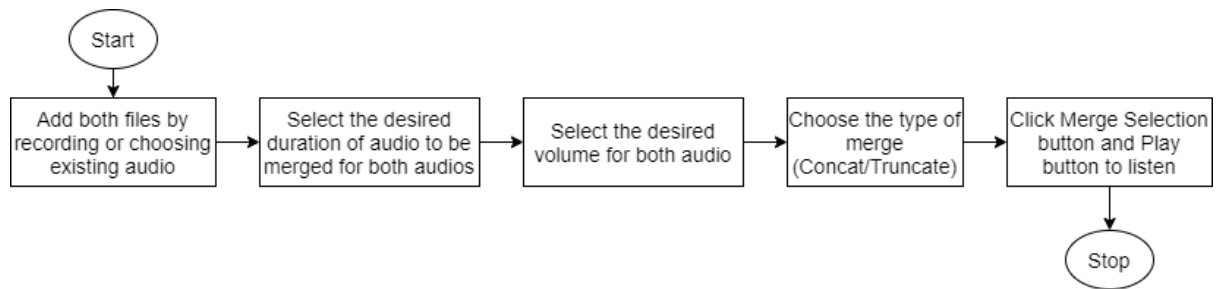 Start
Add both files by
recording or choosing
existing audio
Select the desired
duration of audio to be
merged for both audios
Select the desired
volume for both audio
Choose the type of
merge
(Concat/Truncate)
Click Merge Selection
button and Play
button to listen
Stop